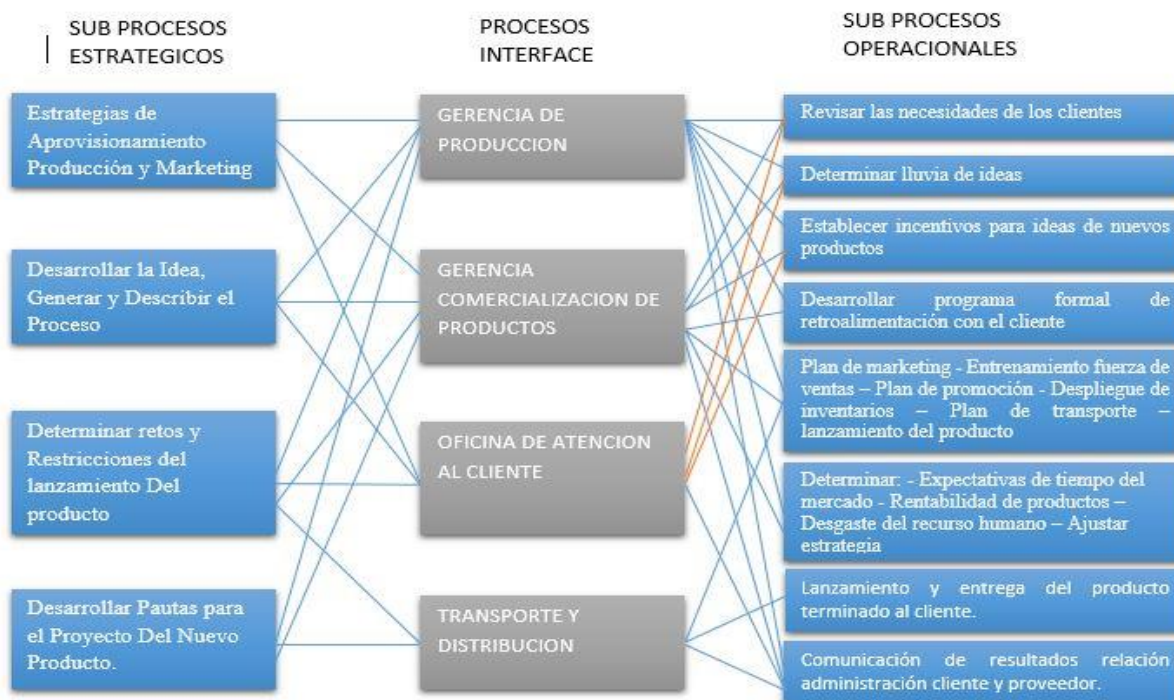 SUB PROCESOS
ESTRATEGICOS
Estrategias de
Aprovisionamiento
Producción y Marketing
Desarrollar la Idea,
Generar y Describir el
Proceso
Determinar retos y
Restricciones del
lanzamiento Del
producto
Desarrollar Pautas para
el Proyecto Del Nuevo
Producto.
PROCESOS
INTERFACE
GERENCIA DE
PRODUCCION
GERENCIA
COMERCIALIZACION DE
PRODUCTOS
OFICINA DE ATENCION
AL CLIENTE
TRANSPORTE Y
DISTRIBUCION
SUB PROCESOS
OPERACIONALES
Revisar las necesidades de los clientes
Determinar lluvia de ideas
Establecer incentivos para ideas de nuevos
productos
Desarrollar programa formal de
retroalimentación con el cliente
Plan de marketing - Entrenamiento fuerza de
ventas – Plan de promoción - Despliegue de
inventarios – Plan de transporte –
lanzamiento del producto
Determinar: - Expectativas de tiempo del
mercado - Rentabilidad de productos –
Desgaste del recurso humano – Ajustar
estrategia
Lanzamiento y entrega del producto
terminado al cliente.
Comunicación de resultados relación
administración cliente y proveedor.